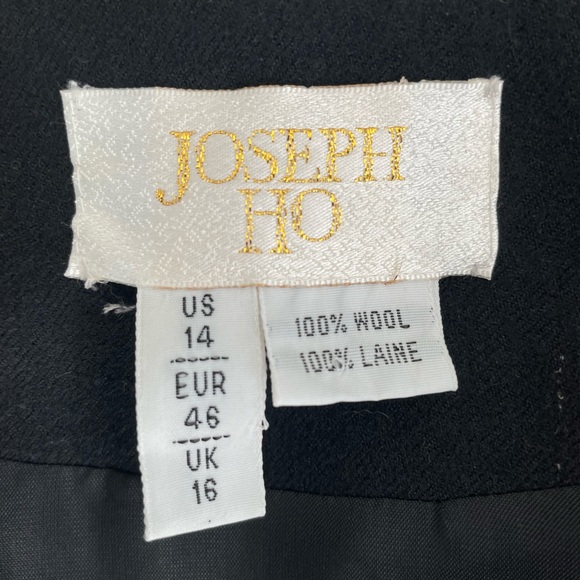 JOSEPH
HO
US
14
EUR
46
UK
16
100% WOOL
100% LAINE